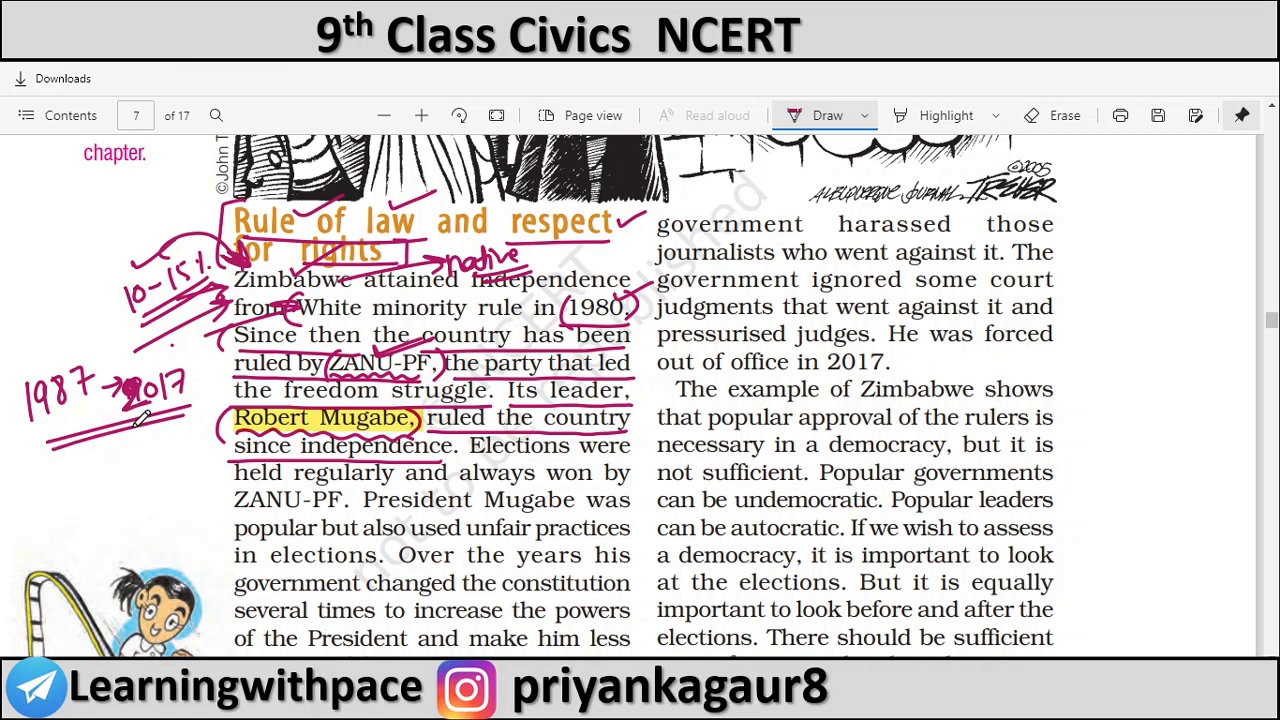 9th Class Civics NCERT
Downloads
Contents 7 of 17 Page view Read aloud Draw Highlight Erase
chapter.
©John T
©2005
ALBUQUERQUE JOURNAL TREVER
Rule of law and respect
for rights
native
10-15%
Zimbabwe attained independence
from White minority rule in 1980.
Since then the country has been
ruled by ZANU-PF, the party that led
the freedom struggle. Its leader,
Robert Mugabe, ruled the country
since independence. Elections were
held regularly and always won by
ZANU-PF. President Mugabe was
popular but also used unfair practices
in elections. Over the years his
government changed the constitution
several times to increase the powers
of the President and make him less
1987 → 2017
government harassed those
journalists who went against it. The
government ignored some court
judgments that went against it and
pressurised judges. He was forced
out of office in 2017.
The example of Zimbabwe shows
that popular approval of the rulers is
necessary in a democracy, but it is
not sufficient. Popular governments
can be undemocratic. Popular leaders
can be autocratic. If we wish to assess
a democracy, it is important to look
at the elections. But it is equally
important to look before and after the
elections. There should be sufficient
not to be republished
Learningwithpace priyankagaur8